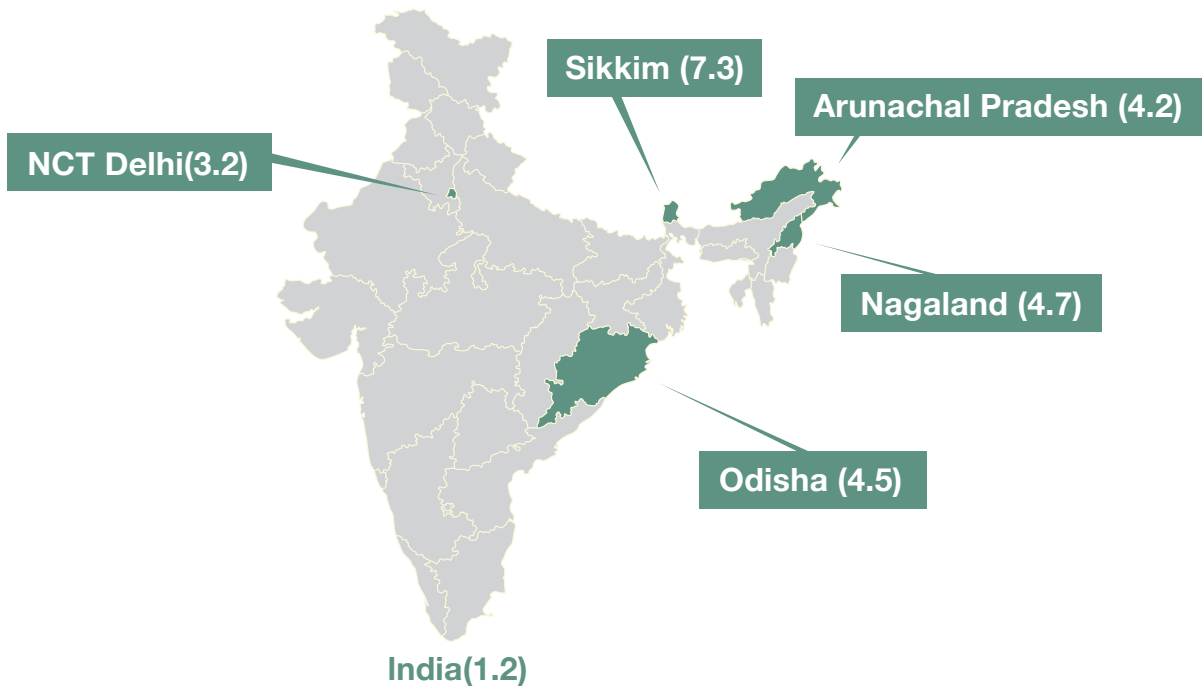 Sikkim (7.3)
Arunachal Pradesh (4.2)
NCT Delhi(3.2)
Nagaland (4.7)
Odisha (4.5)
India(1.2)